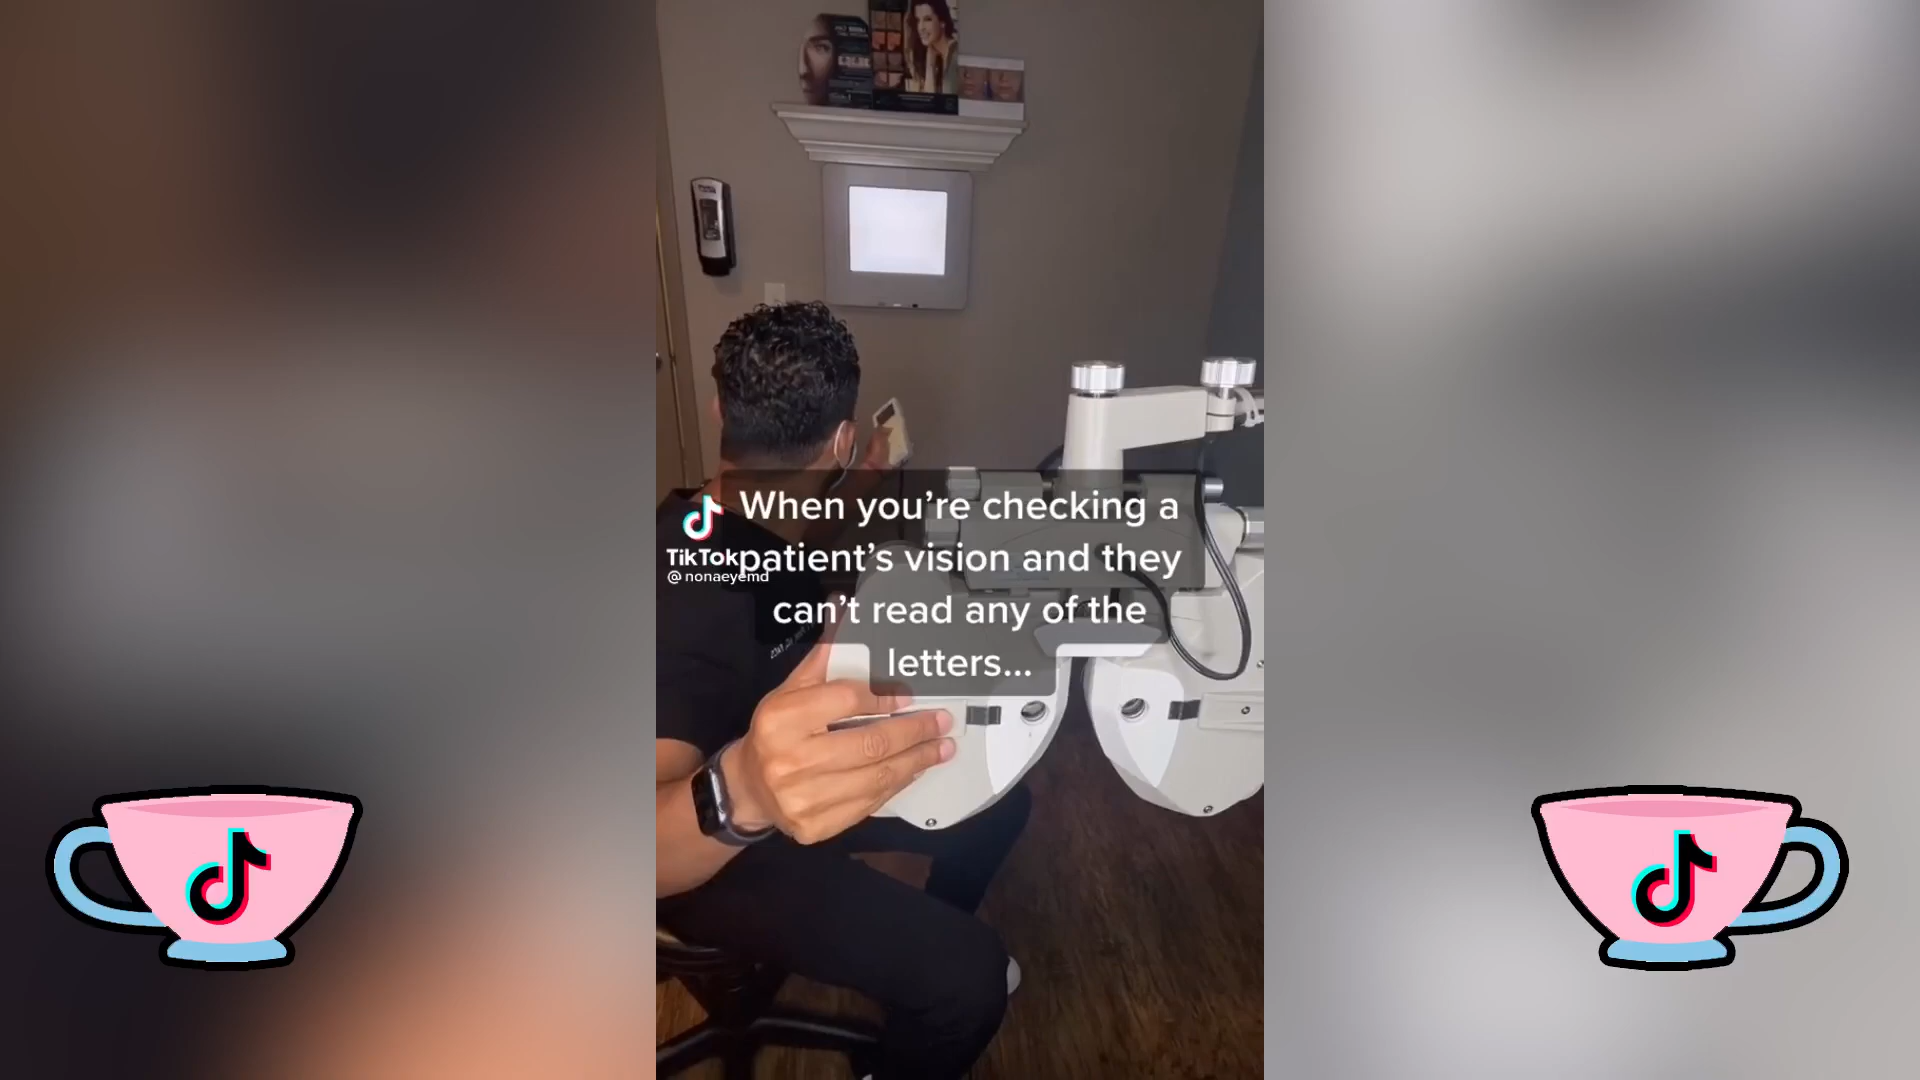 When you’re checking a
patient’s vision and they
can’t read any of the
letters...
TikTok
@nonaeyemd